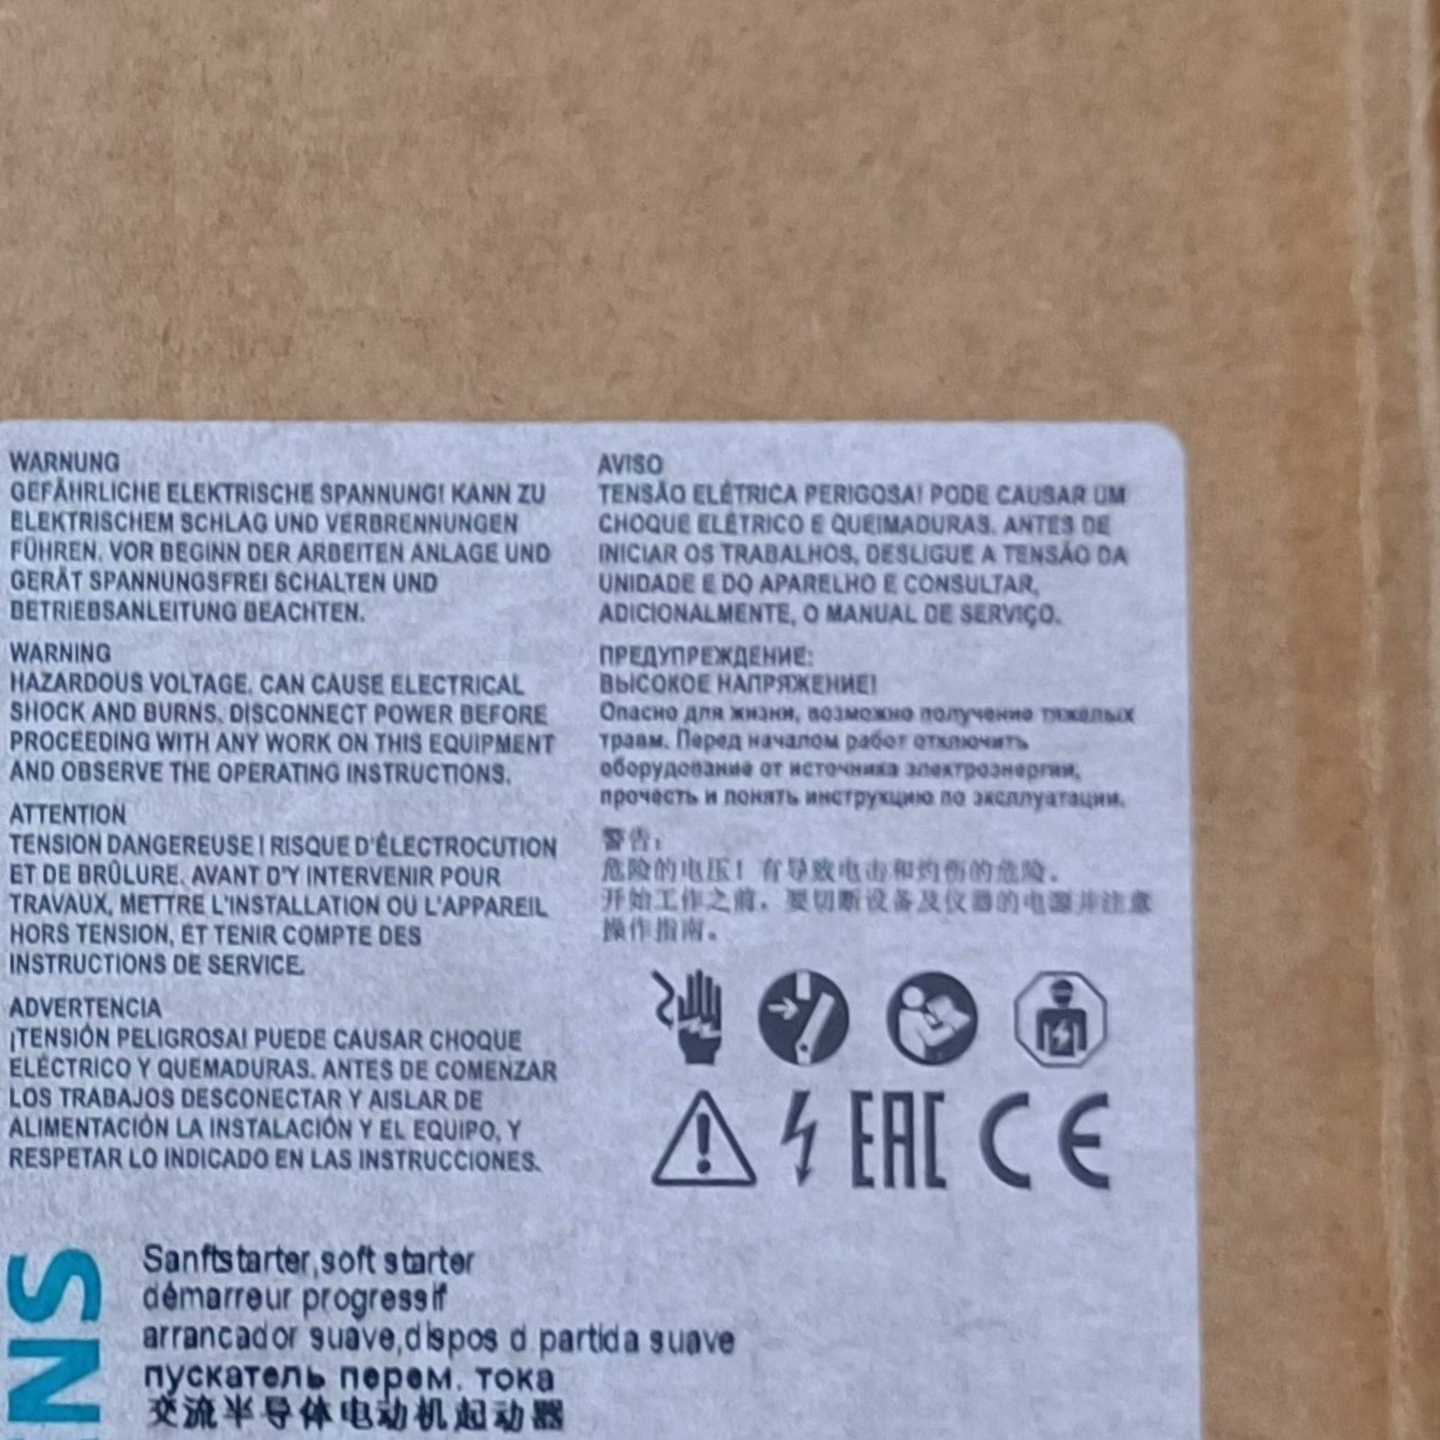 WARNUNG
GEFÄHRLICHE ELEKTRISCHE SPANNUNG! KANN ZU
ELEKTRISCHEM SCHLAG UND VERBRENNUNGEN
FÜHREN. VOR BEGINN DER ARBEITEN ANLAGE UND
GERÄT SPANNUNGSFREI SCHALTEN UND
BETRIEBSANLEITUNG BEACHTEN.
WARNING
HAZARDOUS VOLTAGE. CAN CAUSE ELECTRICAL
SHOCK AND BURNS. DISCONNECT POWER BEFORE
PROCEEDING WITH ANY WORK ON THIS EQUIPMENT
AND OBSERVE THE OPERATING INSTRUCTIONS.
ATTENTION
TENSION DANGEREUSE ! RISQUE D'ÉLECTROCUTION
ET DE BRÛLURE. AVANT D'Y INTERVENIR POUR
TRAVAUX, METTRE L'INSTALLATION OU L'APPAREIL
HORS TENSION, ET TENIR COMPTE DES
INSTRUCTIONS DE SERVICE.
ADVERTENCIA
¡TENSIÓN PELIGROSA! PUEDE CAUSAR CHOQUE
ELÉCTRICO Y QUEMADURAS. ANTES DE COMENZAR
LOS TRABAJOS DESCONECTAR Y AISLAR DE
ALIMENTACIÓN LA INSTALACIÓN Y EL EQUIPO, Y
RESPETAR LO INDICADO EN LAS INSTRUCCIONES.
AVISO
TENSÃO ELÉTRICA PERIGOSA! PODE CAUSAR UM
CHOQUE ELÉTRICO E QUEIMADURAS. ANTES DE
INICIAR OS TRABALHOS, DESLIGUE A TENSÃO DA
UNIDADE E DO APARELHO E CONSULTAR,
ADICIONALMENTE, O MANUAL DE SERVIÇO.
ПРЕДУПРЕЖДЕНИЕ:
ВЫСОКОЕ НАПРЯЖЕНИЕ!
Опасно для жизни, возможно получение тяжелых
травм. Перед началом работ отключить
оборудование от источника электроэнергии,
прочесть и понять инструкцию по эксплуатации.
警告:
危险的电压! 有导致电击和灼伤的危险。
开始工作之前，要切断设备及仪器的电源并注意
操作指南。
EAC CE
Sanftstarter,soft starter
démarreur progressif
arrancador suave,dispos d partida suave
пускатель перем. тока
交流半导体电动机起动器
NS